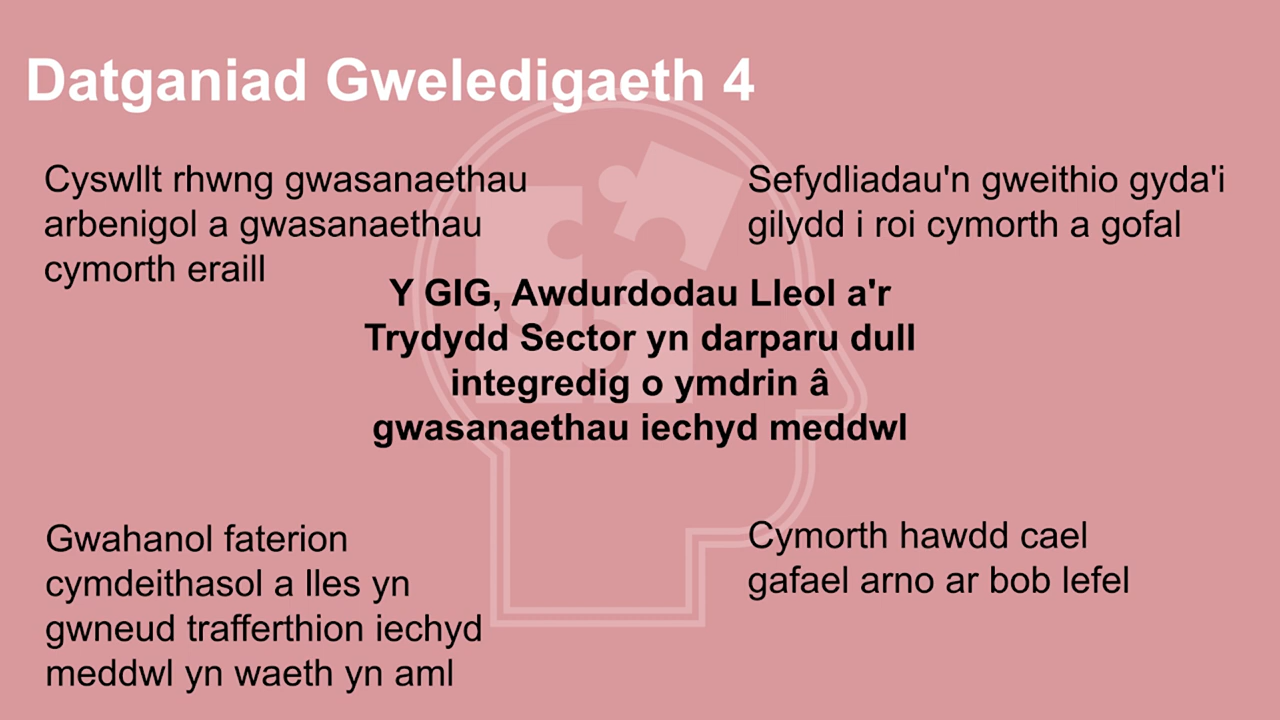 Datganiad Gweledigaeth 4
Cyswllt rhwng gwasanaethau
arbenigol a gwasanaethau
cymorth eraill
Sefydliadau'n gweithio gyda'i
gilydd i roi cymorth a gofal
Y GIG, Awdurdodau Lleol a'r
Trydydd Sector yn darparu dull
integredig o ymdrin â
gwasanaethau iechyd meddwl
Gwahanol faterion
cymdeithasol a lles yn
gwneud trafferthion iechyd
meddwl yn waeth yn aml
Cymorth hawdd cael
gafael arno ar bob lefel